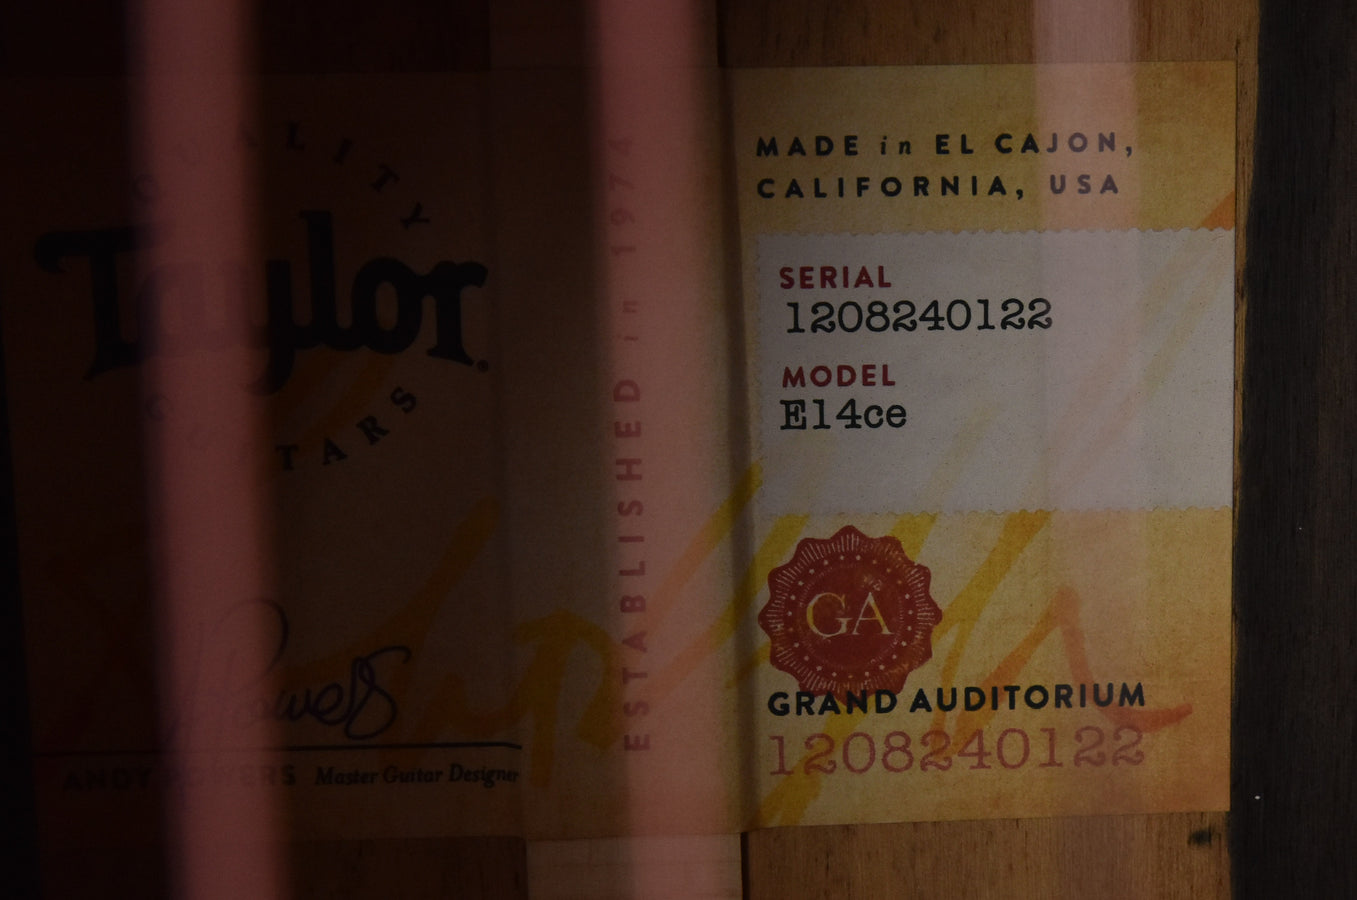 QUALITY
Taylor
GUITARS
Powers
ANDY POWERS Master Guitar Designer
ESTABLISHED in 1974
MADE in EL CAJON,
CALIFORNIA, USA
SERIAL
1208240122
MODEL
E14ce
GA
GRAND AUDITORIUM
1208240122